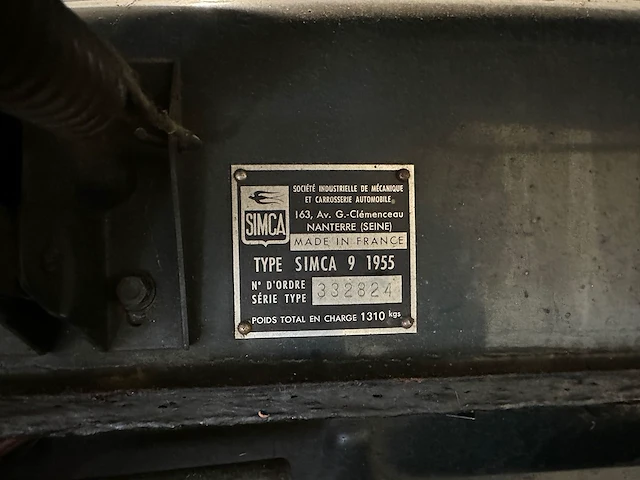 SIMCA
SOCIÉTÉ INDUSTRIELLE DE MÉCANIQUE
ET CARROSSERIE AUTOMOBILE
163, Av. G.-Clémenceau
NANTERRE (SEINE)
MADE IN FRANCE
TYPE SIMCA 9 1955
N° D'ORDRE
SÉRIE TYPE 332824
POIDS TOTAL EN CHARGE 1310 kgs